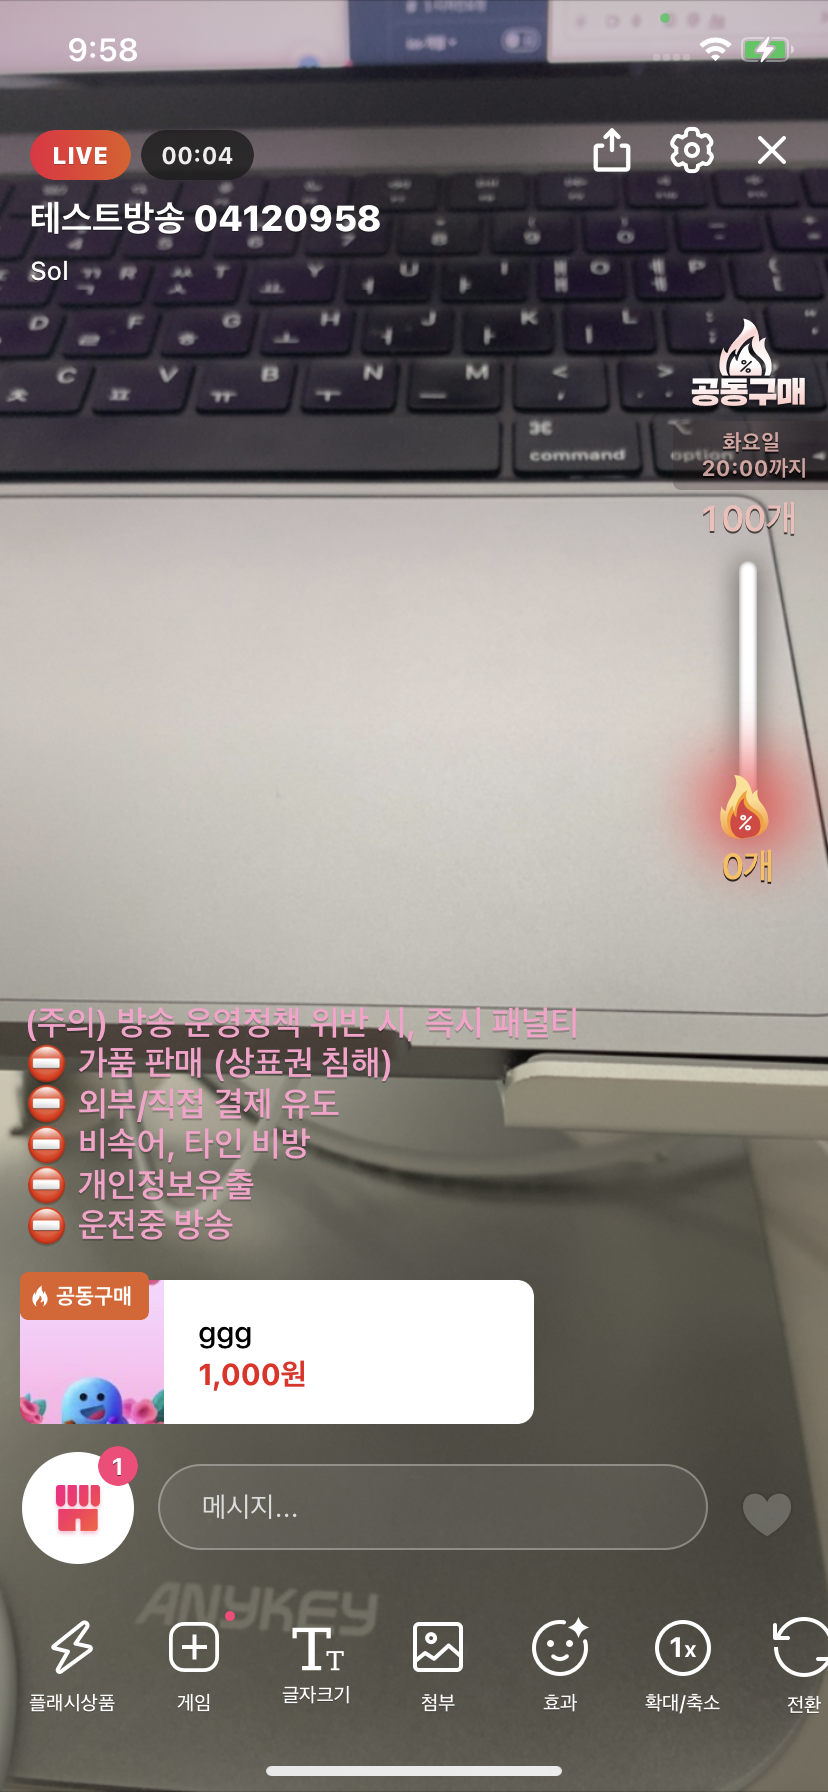 9:58
LIVE
00:04
테스트방송 04120958
Sol
공동구매
화요일
20:00까지
100개
0개
command
option
(주의) 방송 운영정책 위반 시, 즉시 패널티
⛔ 가품 판매 (상표권 침해)
⛔ 외부/직접 결제 유도
⛔ 비속어, 타인 비방
⛔ 개인정보유출
⛔ 운전중 방송
공동구매
ggg
1,000원
1
메시지...
ANYKEY
플래시상품
게임
글자크기
첨부
효과
1x
확대/축소
전환